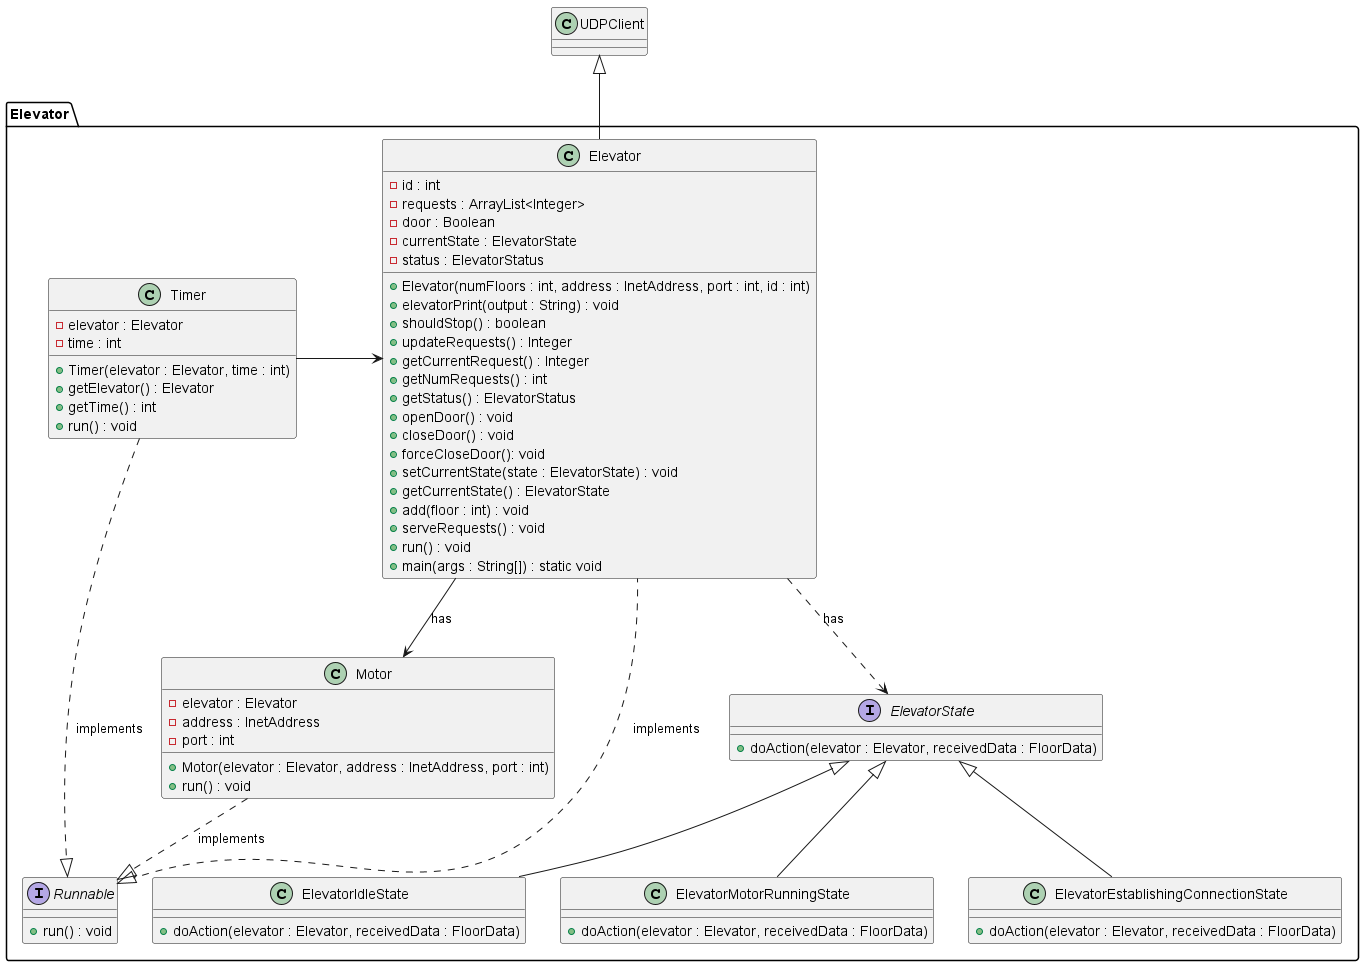 C UDPClient
Elevator
C Elevator
id : int
requests : ArrayList<Integer>
door : Boolean
currentState : ElevatorState
status : ElevatorStatus
Elevator(numFloors : int, address : InetAddress, port : int, id : int)
elevatorPrint(output : String) : void
shouldStop() : boolean
updateRequests() : Integer
getCurrentRequest() : Integer
getNumRequests() : int
getStatus() : ElevatorStatus
openDoor() : void
closeDoor() : void
forceCloseDoor(): void
setCurrentState(state : ElevatorState) : void
getCurrentState() : ElevatorState
add(floor : int) : void
serveRequests() : void
run() : void
main(args : String[]) : static void
C Timer
elevator : Elevator
time : int
Timer(elevator : Elevator, time : int)
getElevator() : Elevator
getTime() : int
run() : void
has
has
C Motor
elevator : Elevator
address : InetAddress
port : int
Motor(elevator : Elevator, address : InetAddress, port : int)
run() : void
implements
implements
implements
I ElevatorState
doAction(elevator : Elevator, receivedData : FloorData)
I Runnable
run() : void
C ElevatorIdleState
doAction(elevator : Elevator, receivedData : FloorData)
C ElevatorMotorRunningState
doAction(elevator : Elevator, receivedData : FloorData)
C ElevatorEstablishingConnectionState
doAction(elevator : Elevator, receivedData : FloorData)